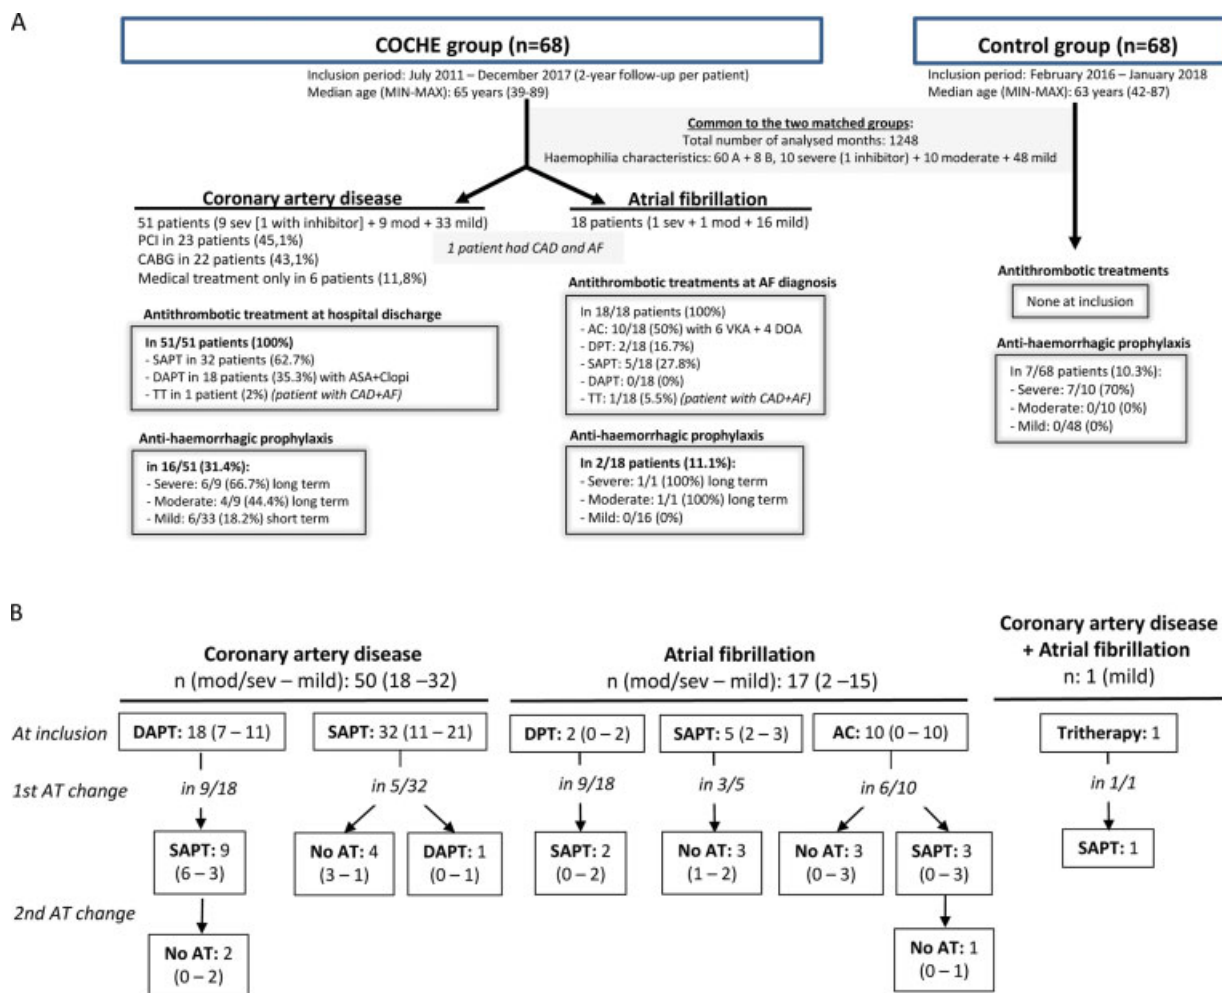 A
COCHE group (n=68)
Inclusion period: July 2011 – December 2017 (2-year follow-up per patient)
Median age (MIN-MAX): 65 years (39-89)
Control group (n=68)
Inclusion period: February 2016 – January 2018
Median age (MIN-MAX): 63 years (42-87)
Common to the two matched groups:
Total number of analysed months: 1248
Haemophilia characteristics: 60 A + 8 B, 10 severe (1 inhibitor) + 10 moderate + 48 mild
Coronary artery disease
51 patients (9 sev [1 with inhibitor] + 9 mod + 33 mild)
PCI in 23 patients (45,1%)
CABG in 22 patients (43,1%)
Medical treatment only in 6 patients (11,8%)
Atrial fibrillation
18 patients (1 sev + 1 mod + 16 mild)
1 patient had CAD and AF
Antithrombotic treatment at hospital discharge
In 51/51 patients (100%)
- SAPT in 32 patients (62.7%)
- DAPT in 18 patients (35.3%) with ASA+Clopi
- TT in 1 patient (2%) (patient with CAD+AF)
Anti-haemorrhagic prophylaxis
in 16/51 (31.4%):
- Severe: 6/9 (66.7%) long term
- Moderate: 4/9 (44.4%) long term
- Mild: 6/33 (18.2%) short term
Antithrombotic treatments at AF diagnosis
In 18/18 patients (100%)
- AC: 10/18 (50%) with 6 VKA + 4 DOA
- DPT: 2/18 (16.7%)
- SAPT: 5/18 (27.8%)
- DAPT: 0/18 (0%)
- TT: 1/18 (5.5%) (patient with CAD+AF)
Anti-haemorrhagic prophylaxis
In 2/18 patients (11.1%):
- Severe: 1/1 (100%) long term
- Moderate: 1/1 (100%) long term
- Mild: 0/16 (0%)
Antithrombotic treatments
None at inclusion
Anti-haemorrhagic prophylaxis
In 7/68 patients (10.3%):
- Severe: 7/10 (70%)
- Moderate: 0/10 (0%)
- Mild: 0/48 (0%)
B
Coronary artery disease
n (mod/sev – mild): 50 (18 –32)
Atrial fibrillation
n (mod/sev – mild): 17 (2 –15)
Coronary artery disease
+ Atrial fibrillation
n: 1 (mild)
At inclusion
DAPT: 18 (7 – 11)
SAPT: 32 (11 – 21)
DPT: 2 (0 – 2)
SAPT: 5 (2 – 3)
AC: 10 (0 – 10)
Tritherapy: 1
1st AT change
in 9/18
in 5/32
in 9/18
in 3/5
in 6/10
in 1/1
SAPT: 9
(6 – 3)
No AT: 4
(3 – 1)
DAPT: 1
(0 – 1)
SAPT: 2
(0 – 2)
No AT: 3
(1 – 2)
No AT: 3
(0 – 3)
SAPT: 3
(0 – 3)
SAPT: 1
2nd AT change
No AT: 2
(0 – 2)
No AT: 1
(0 – 1)